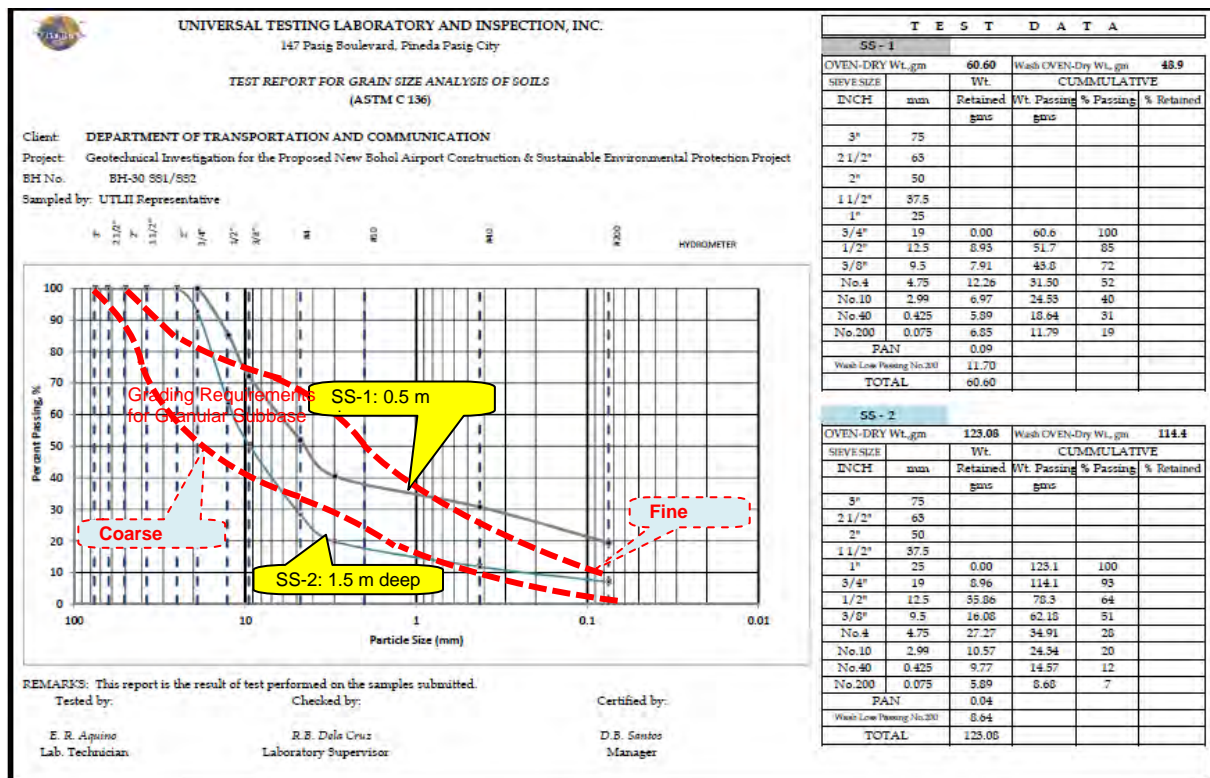 UNIVERSAL TESTING LABORATORY AND INSPECTION, INC.
147 Pasig Boulevard, Pineda Pasig City
TEST REPORT FOR GRAIN SIZE ANALYSIS OF SOILS
(ASTM C 136)
Client: DEPARTMENT OF TRANSPORTATION AND COMMUNICATION
Project: Geotechnical Investigation for the Proposed New Bohol Airport Construction & Sustainable Environmental Protection Project
BH No. BH-30 SS1/SS2
Sampled by: UTLII Representative
3" 2 1/2" 2" 1 1/2" 1" 3/4" 1/2" 3/8" #4 #10 #40 #200 HYDROMETER
Percent Passing, %
100
90
80
70
60
50
40
30
20
10
0
Grading Requirements
for Granular Subbase
SS-1: 0.5 m
Coarse
Fine
SS-2: 1.5 m deep
100 10 1 0.1 0.01
Particle Size (mm)
REMARKS: This report is the result of test performed on the samples submitted.
Tested by: Checked by: Certified by:
E. R. Aquino R.B. Dela Cruz D.B. Santos
Lab. Technician Laboratory Supervisor Manager
T E S T D A T A
SS - 1
OVEN-DRY Wt.,gm 60.60 Wash OVEN-Dry Wt., gm 48.9
SIEVE SIZE Wt. CUMMULATIVE
INCH mm Retained Wt. Passing % Passing % Retained
gms gms
3" 75
2 1/2" 63
2" 50
1 1/2" 37.5
1" 25
3/4" 19 0.00 60.6 100
1/2" 12.5 8.93 51.7 85
3/8" 9.5 7.91 43.8 72
No.4 4.75 12.26 31.50 52
No.10 2.99 6.97 24.53 40
No.40 0.425 5.89 18.64 31
No.200 0.075 6.85 11.79 19
PAN 0.09
Wash Loss Passing No.200 11.70
TOTAL 60.60
SS - 2
OVEN-DRY Wt.,gm 123.08 Wash OVEN-Dry Wt., gm 114.4
SIEVE SIZE Wt. CUMMULATIVE
INCH mm Retained Wt. Passing % Passing % Retained
gms gms
3" 75
2 1/2" 63
2" 50
1 1/2" 37.5
1" 25 0.00 123.1 100
3/4" 19 8.96 114.1 93
1/2" 12.5 35.86 78.3 64
3/8" 9.5 16.08 62.18 51
No.4 4.75 27.27 34.91 28
No.10 2.99 10.57 24.34 20
No.40 0.425 9.77 14.57 12
No.200 0.075 5.89 8.68 7
PAN 0.04
Wash Loss Passing No.200 8.64
TOTAL 123.08